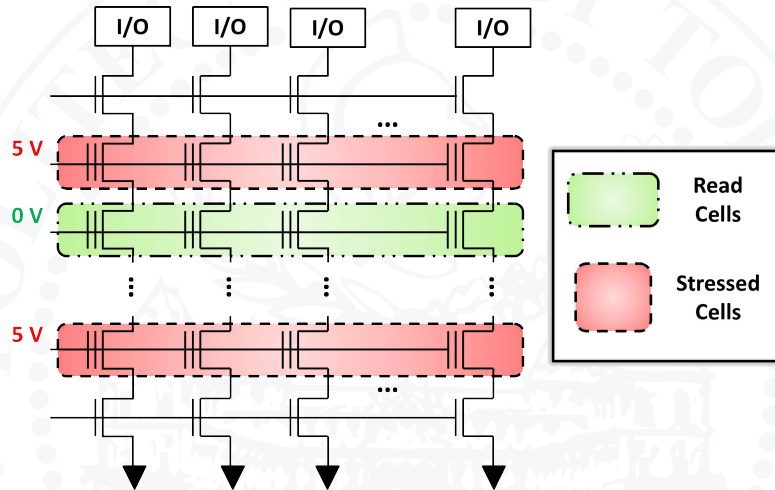 I/O I/O I/O I/O
...
5 V
0 V
5 V
...
Read
Cells
Stressed
Cells